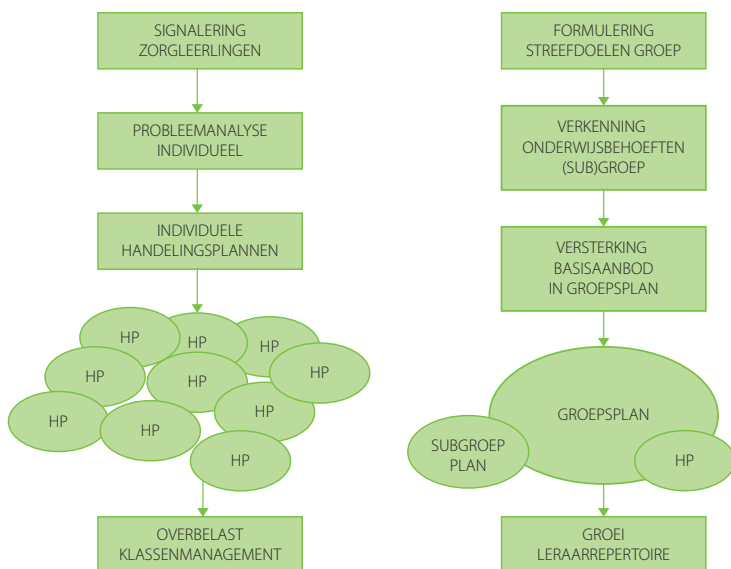 SIGNALERING
ZORGLEERLINGEN
PROBLEEMANALYSE
INDIVIDUEEL
INDIVIDUELE
HANDELINGSPLANNEN
HP
HP
HP
HP
HP
HP
HP
HP
HP
HP
OVERBELAST
KLASSENMANAGEMENT
FORMULERING
STREEFDOELEN GROEP
VERKENNING
ONDERWIJSBEHOEFTEN
(SUB)GROEP
VERSTERKING
BASISAANBOD
IN GROEPSPLAN
GROEPSPLAN
SUBGROEP
PLAN
HP
GROEI
LERAARREPERTOIRE